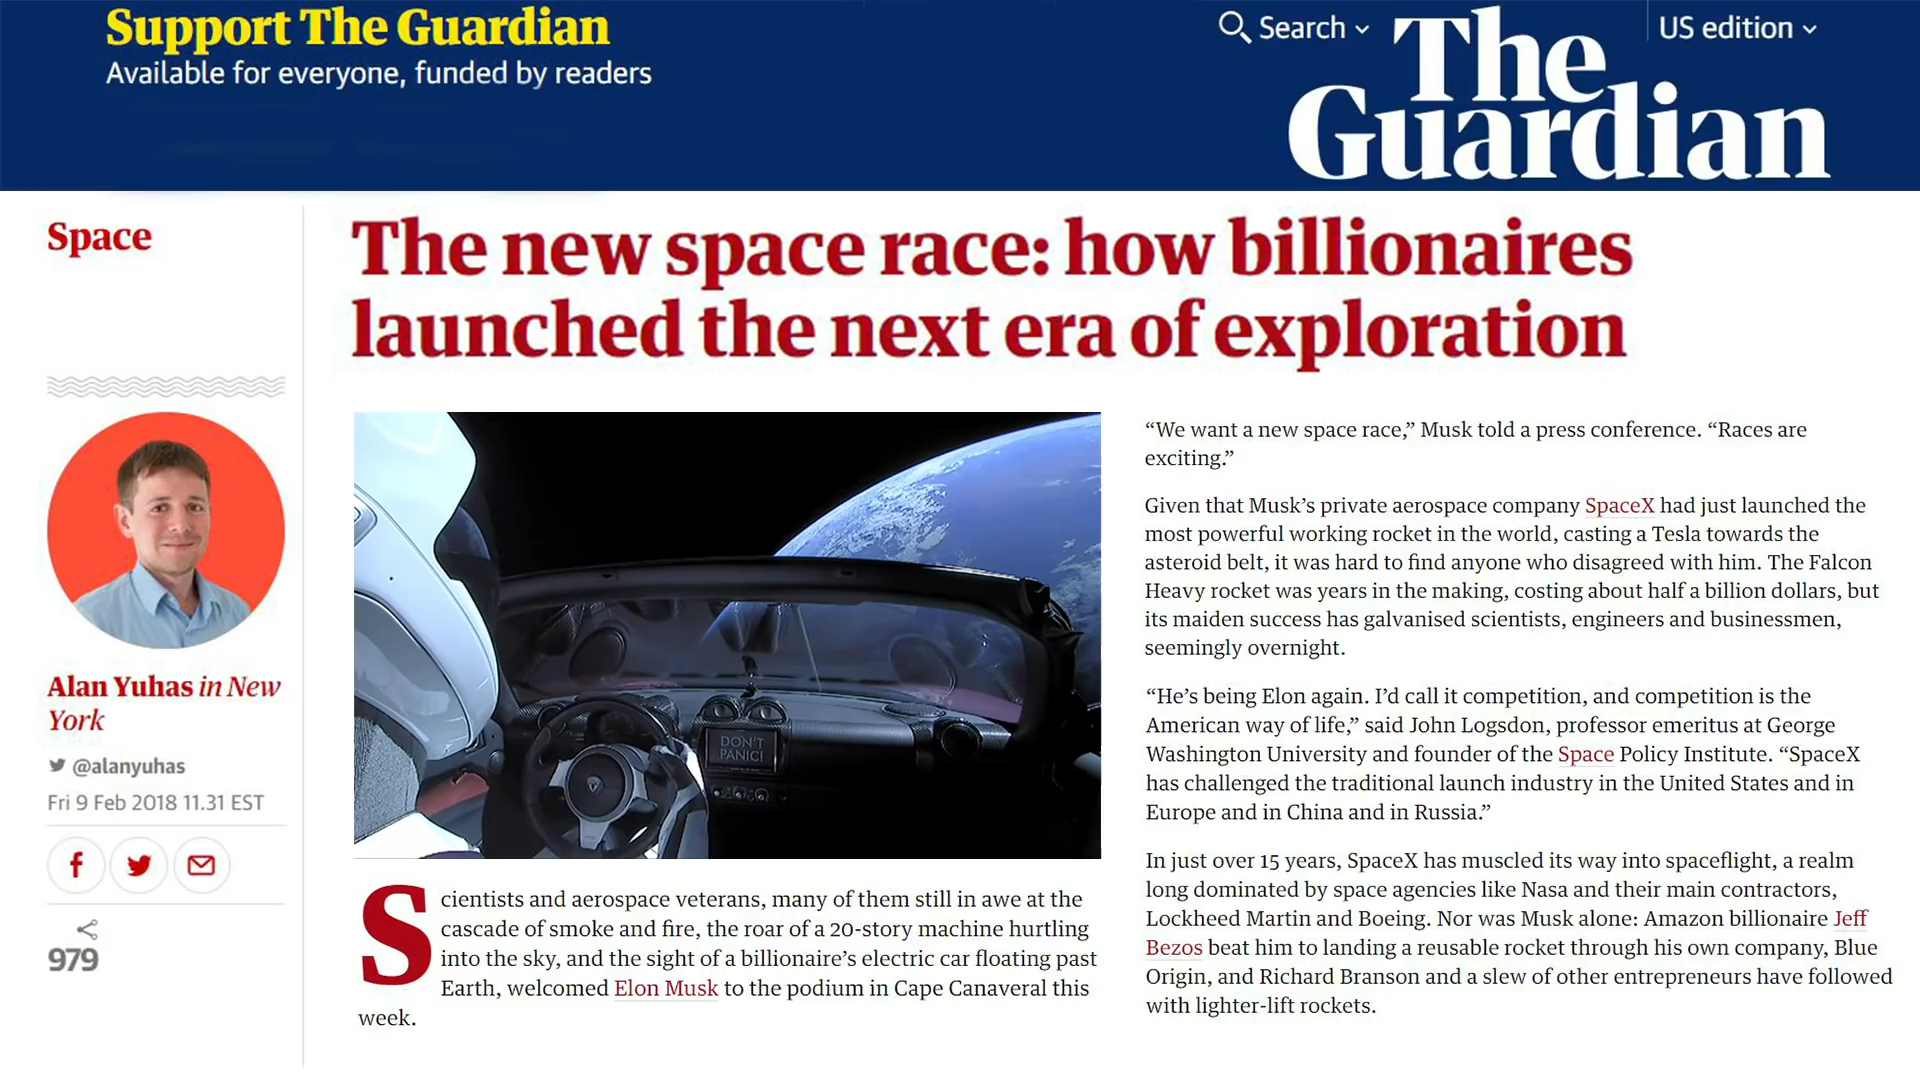 Support The Guardian
Available for everyone, funded by readers
Search
US edition
The
Guardian
Space
The new space race: how billionaires
launched the next era of exploration
Alan Yuhas in New
York
@alanyuhas
Fri 9 Feb 2018 11.31 EST
979
DON'T
PANIC!
Scientists and aerospace veterans, many of them still in awe at the
cascade of smoke and fire, the roar of a 20-story machine hurtling
into the sky, and the sight of a billionaire’s electric car floating past
Earth, welcomed Elon Musk to the podium in Cape Canaveral this
week.
“We want a new space race,” Musk told a press conference. “Races are
exciting.”
Given that Musk’s private aerospace company SpaceX had just launched the
most powerful working rocket in the world, casting a Tesla towards the
asteroid belt, it was hard to find anyone who disagreed with him. The Falcon
Heavy rocket was years in the making, costing about half a billion dollars, but
its maiden success has galvanised scientists, engineers and businessmen,
seemingly overnight.
“He’s being Elon again. I’d call it competition, and competition is the
American way of life,” said John Logsdon, professor emeritus at George
Washington University and founder of the Space Policy Institute. “SpaceX
has challenged the traditional launch industry in the United States and in
Europe and in China and in Russia.”
In just over 15 years, SpaceX has muscled its way into spaceflight, a realm
long dominated by space agencies like Nasa and their main contractors,
Lockheed Martin and Boeing. Nor was Musk alone: Amazon billionaire Jeff
Bezos beat him to landing a reusable rocket through his own company, Blue
Origin, and Richard Branson and a slew of other entrepreneurs have followed
with lighter-lift rockets.